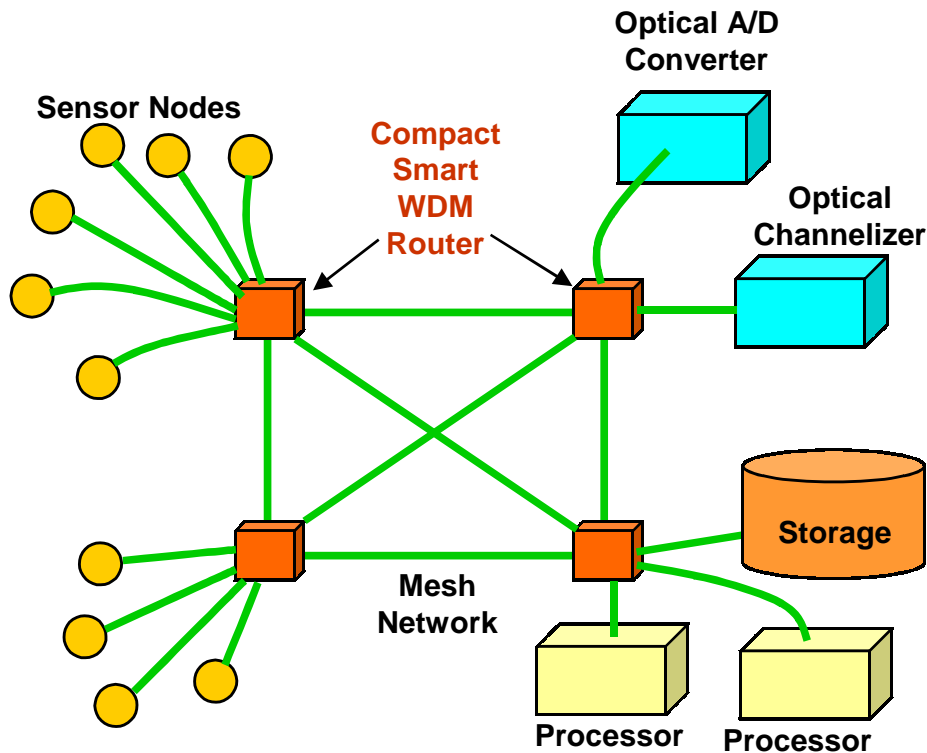 Optical A/D
Converter
Sensor Nodes
Compact
Smart
WDM
Router
Optical
Channelizer
Storage
Mesh
Network
Processor
Processor